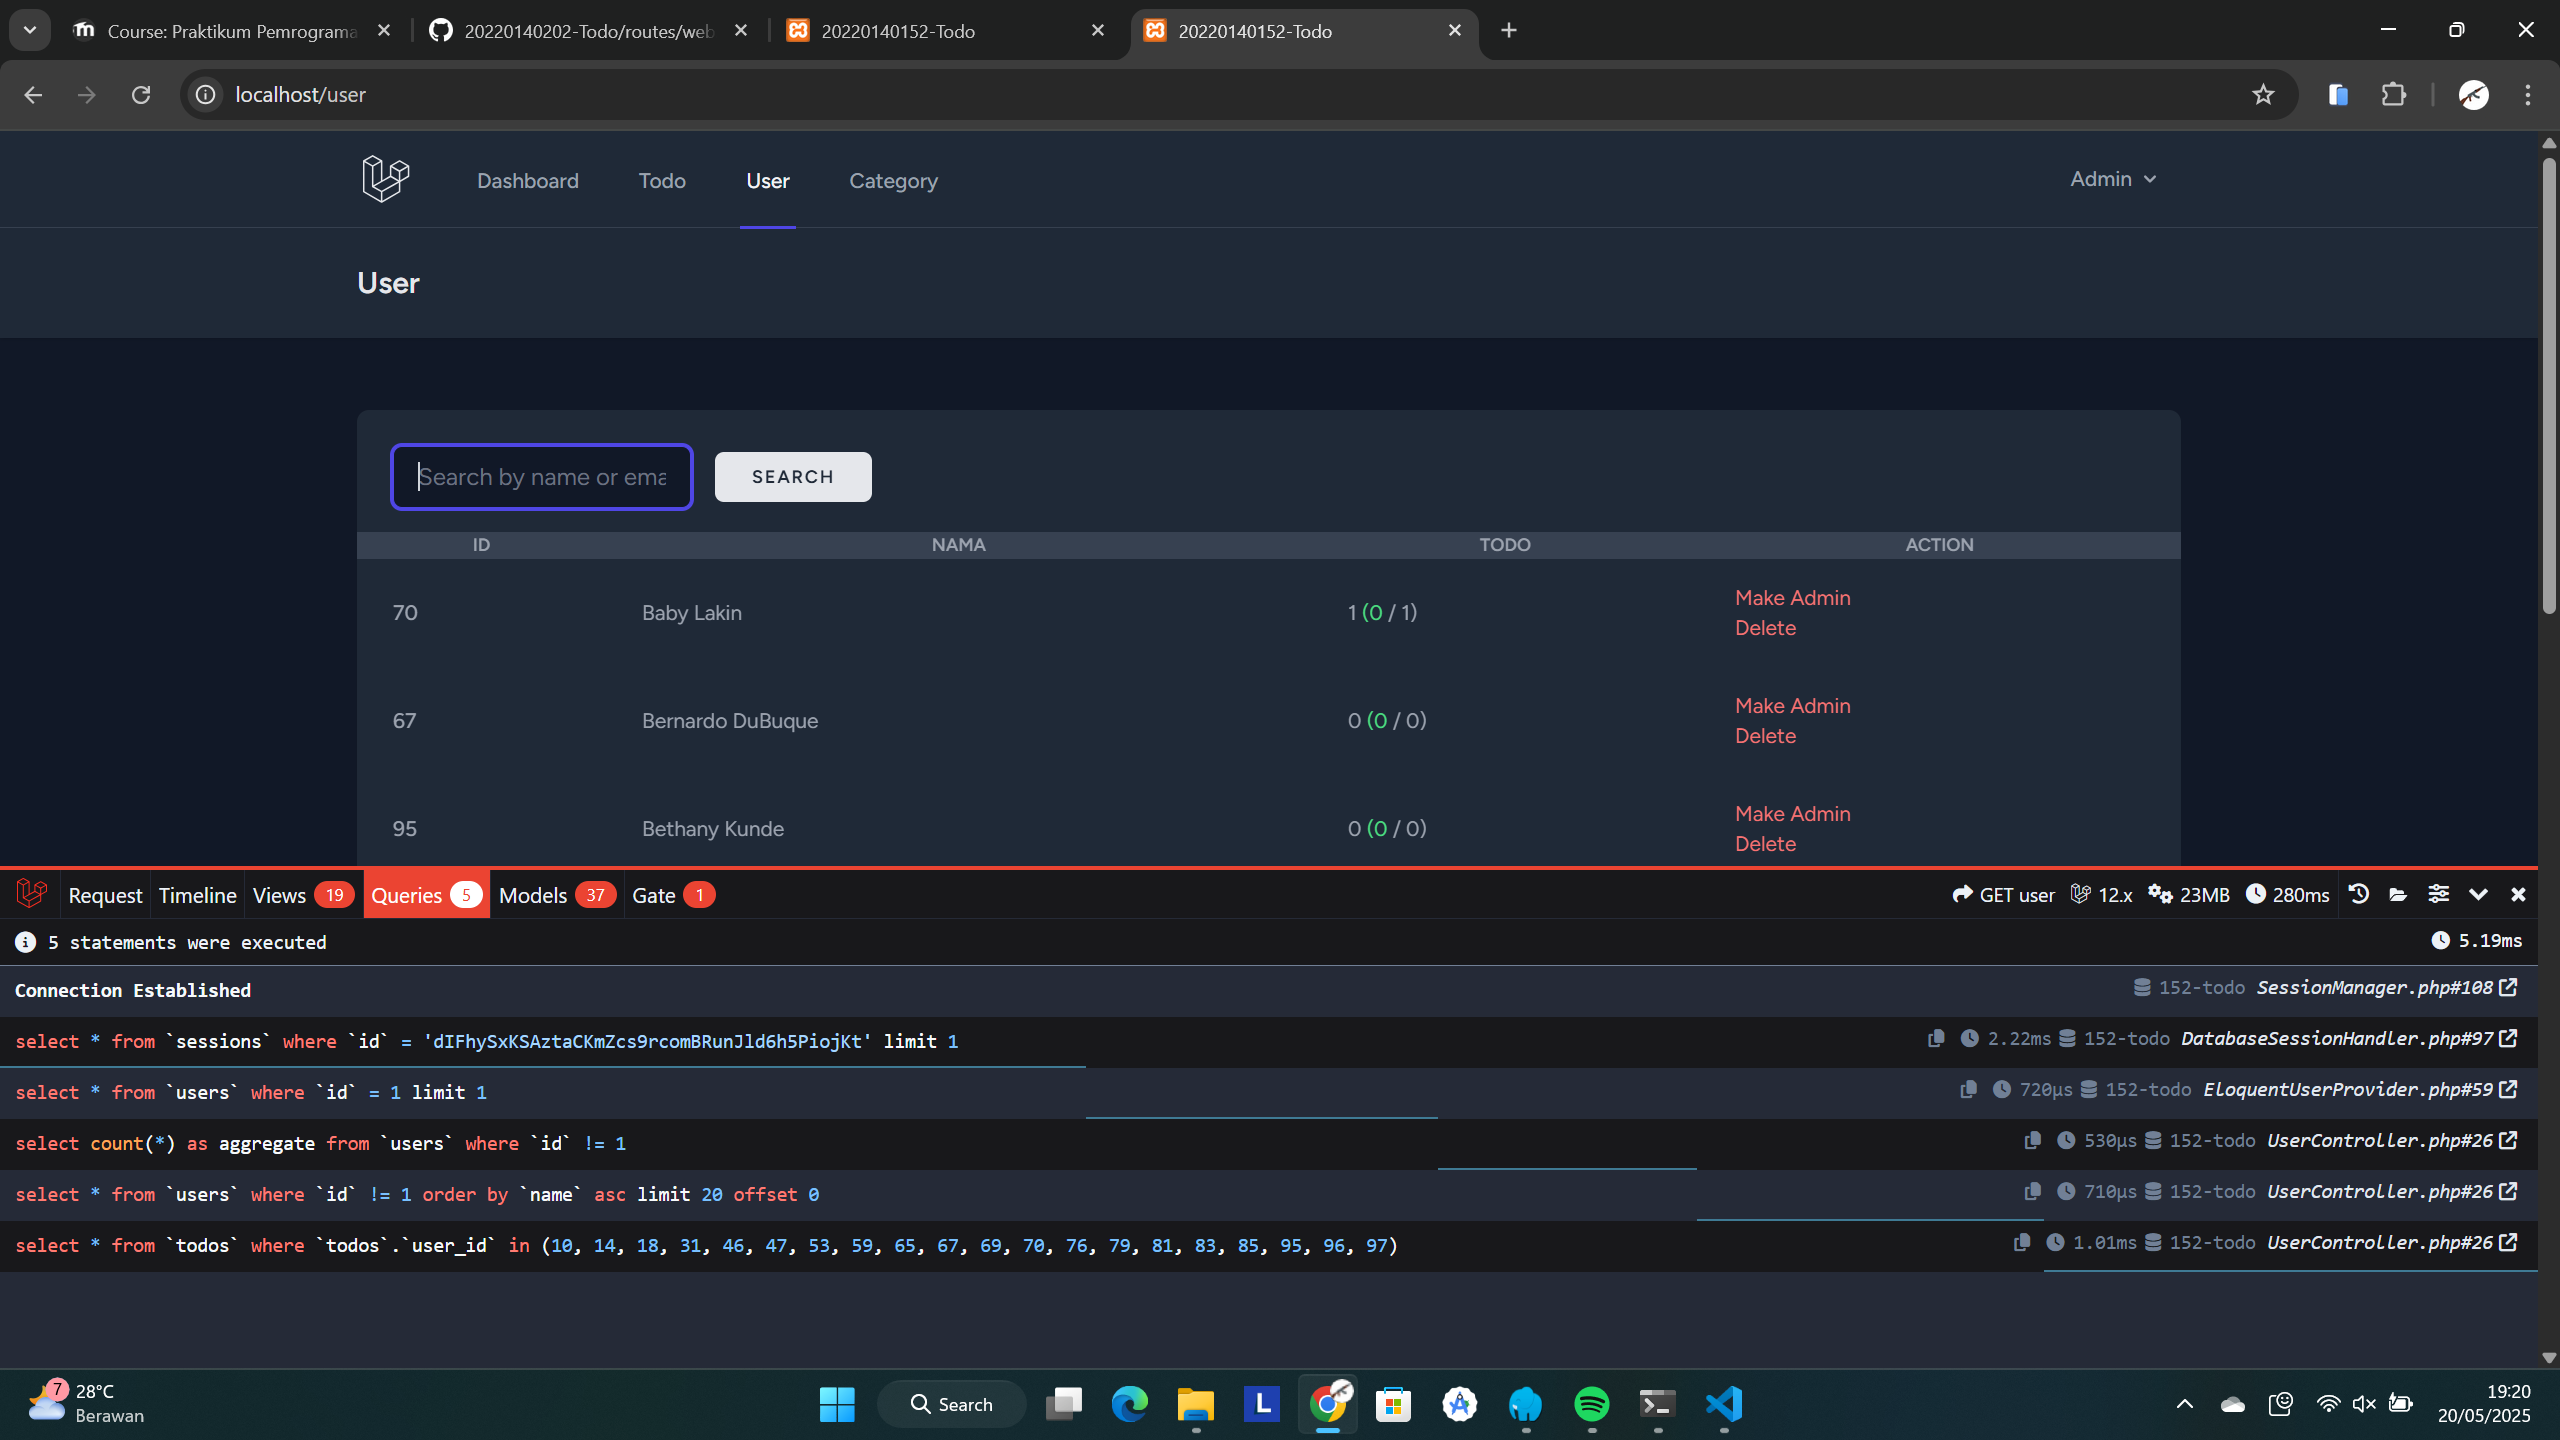 Course: Praktikum Pemrograma
20220140202-Todo/routes/web
20220140152-Todo
20220140152-Todo
localhost/user
Dashboard Todo User Category Admin
User
Search by name or ema SEARCH
ID NAMA TODO ACTION
70 Baby Lakin 1 (0 / 1) Make Admin
Delete
67 Bernardo DuBuque 0 (0 / 0) Make Admin
Delete
95 Bethany Kunde 0 (0 / 0) Make Admin
Delete
Request Timeline Views 19 Queries 5 Models 37 Gate 1 GET user 12.x 23MB 280ms
5 statements were executed 5.19ms
Connection Established 152-todo SessionManager.php#108
select * from `sessions` where `id` = 'dIFhySxKSAztaCKmZcs9rcomBRunJld6h5PiojKt' limit 1 2.22ms 152-todo DatabaseSessionHandler.php#97
select * from `users` where `id` = 1 limit 1 720μs 152-todo EloquentUserProvider.php#59
select count(*) as aggregate from `users` where `id` != 1 530μs 152-todo UserController.php#26
select * from `users` where `id` != 1 order by `name` asc limit 20 offset 0 710μs 152-todo UserController.php#26
select * from `todos` where `todos`.`user_id` in (10, 14, 18, 31, 46, 47, 53, 59, 65, 67, 69, 70, 76, 79, 81, 83, 85, 95, 96, 97) 1.01ms 152-todo UserController.php#26
7 28°C
Berawan
Search
L
19:20
20/05/2025